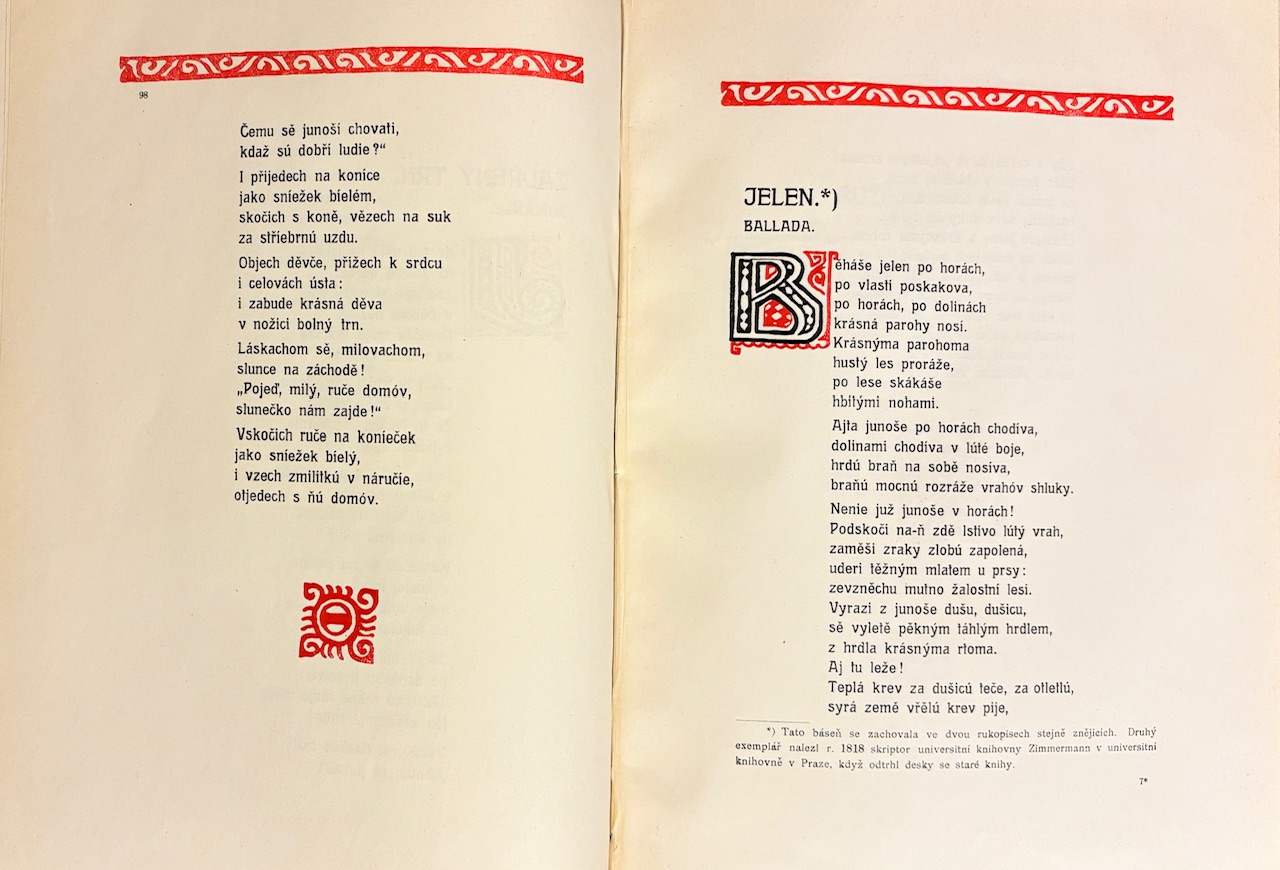 98
Čemu sě junoší chovati,
kdaž sú dobří ludie?“
I přijedech na koníce
jako sniežek bielém,
skočich s koně, vězech na suk
za střiebrnú uzdu.
Objech děvče, přižech k srdcu
i celovách ústa:
i zabude krásná děva
v nožici bolný trn.
Láskachom sě, milovachom,
slunce na záchodě!
„Pojeď, milý, ruče domóv,
slunečko nám zajde!“
Vskočich ruče na konieček
jako sniežek bielý,
i vzech zmilitkú v náručíe,
otjedech s ňú domóv.
JELEN.*)
BALLADA.
Běháše jelen po horách,
po vlasti poskakova,
po horách, po dolinách
krásná parohy nosi.
Krásnýma parohoma
hustý les proráže,
po lese skákáše
hbitými nohami.
Ajta junoše po horách chodíva,
dolinami chodíva v lúté boje,
hrdú braň na sobě nosíva,
braňú mocnú rozráže vrahóv shluky.
Nenie již junoše v horách!
Podskoči na-ň zdě lstivo lútý vrah,
zaměši zraky zlobú zapolená,
uderi těžným mlatem u prsy:
zevzněchu mutno žalostní lesi.
Vyrazi z junoše dušu, dušicu,
sě vyletě pěkným táhlým hrdlem,
z hrdla krásnýma rtoma.
Aj tu leže!
Teplá krev za dušicú teče, za otletlú,
syrá země vřělú krev pije,
*) Tato báseň se zachovala ve dvou rukopisech stejně znějících. Druhý
exemplář nalezl r. 1818 skriptor universitní knihovny Zimmermann v universitní
knihovně v Praze, když odtrhl desky se staré knihy.
7*